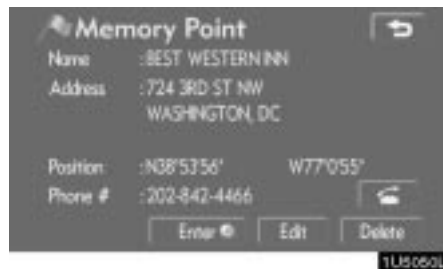 Memory Point
Name :BEST WESTERN INN
Address :724 3RD ST NW
WASHINGTON, DC
Position :N38°53'56" W77°0'55"
Phone # :202-842-4466
Enter Edit Delete
1U5050L